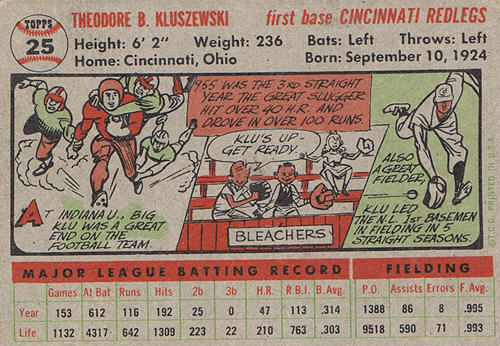 TOPPS
25
THEODORE B. KLUSZEWSKI first base CINCINNATI REDLEGS
Height: 6' 2" Weight: 236 Bats: Left Throws: Left
Home: Cincinnati, Ohio Born: September 10, 1924
AT INDIANA U., BIG
KLU WAS A GREAT
END ON THE
FOOTBALL TEAM.
1955 WAS THE 3RD STRAIGHT
YEAR THE GREAT SLUGGER
HIT OVER 40 H.R. AND
DROVE IN OVER 100 RUNS.
KLU'S UP-
GET READY.
BLEACHERS
ALSO
A GREAT
FIELDER,
KLU LED
THE N.L. 1ST BASEMEN
IN FIELDING IN 5
STRAIGHT SEASONS.
T.C.G. PRINTED IN U.S.A.
MAJOR LEAGUE BATTING RECORD FIELDING
Games At Bat Runs Hits 2b 3b H.R. R.B.I. B. Avg. P.O. Assists Errors F. Avg.
Year 153 612 116 192 25 0 47 113 .314 1388 86 8 .995
Life 1132 4317 642 1309 223 22 210 763 .303 9518 590 71 .993